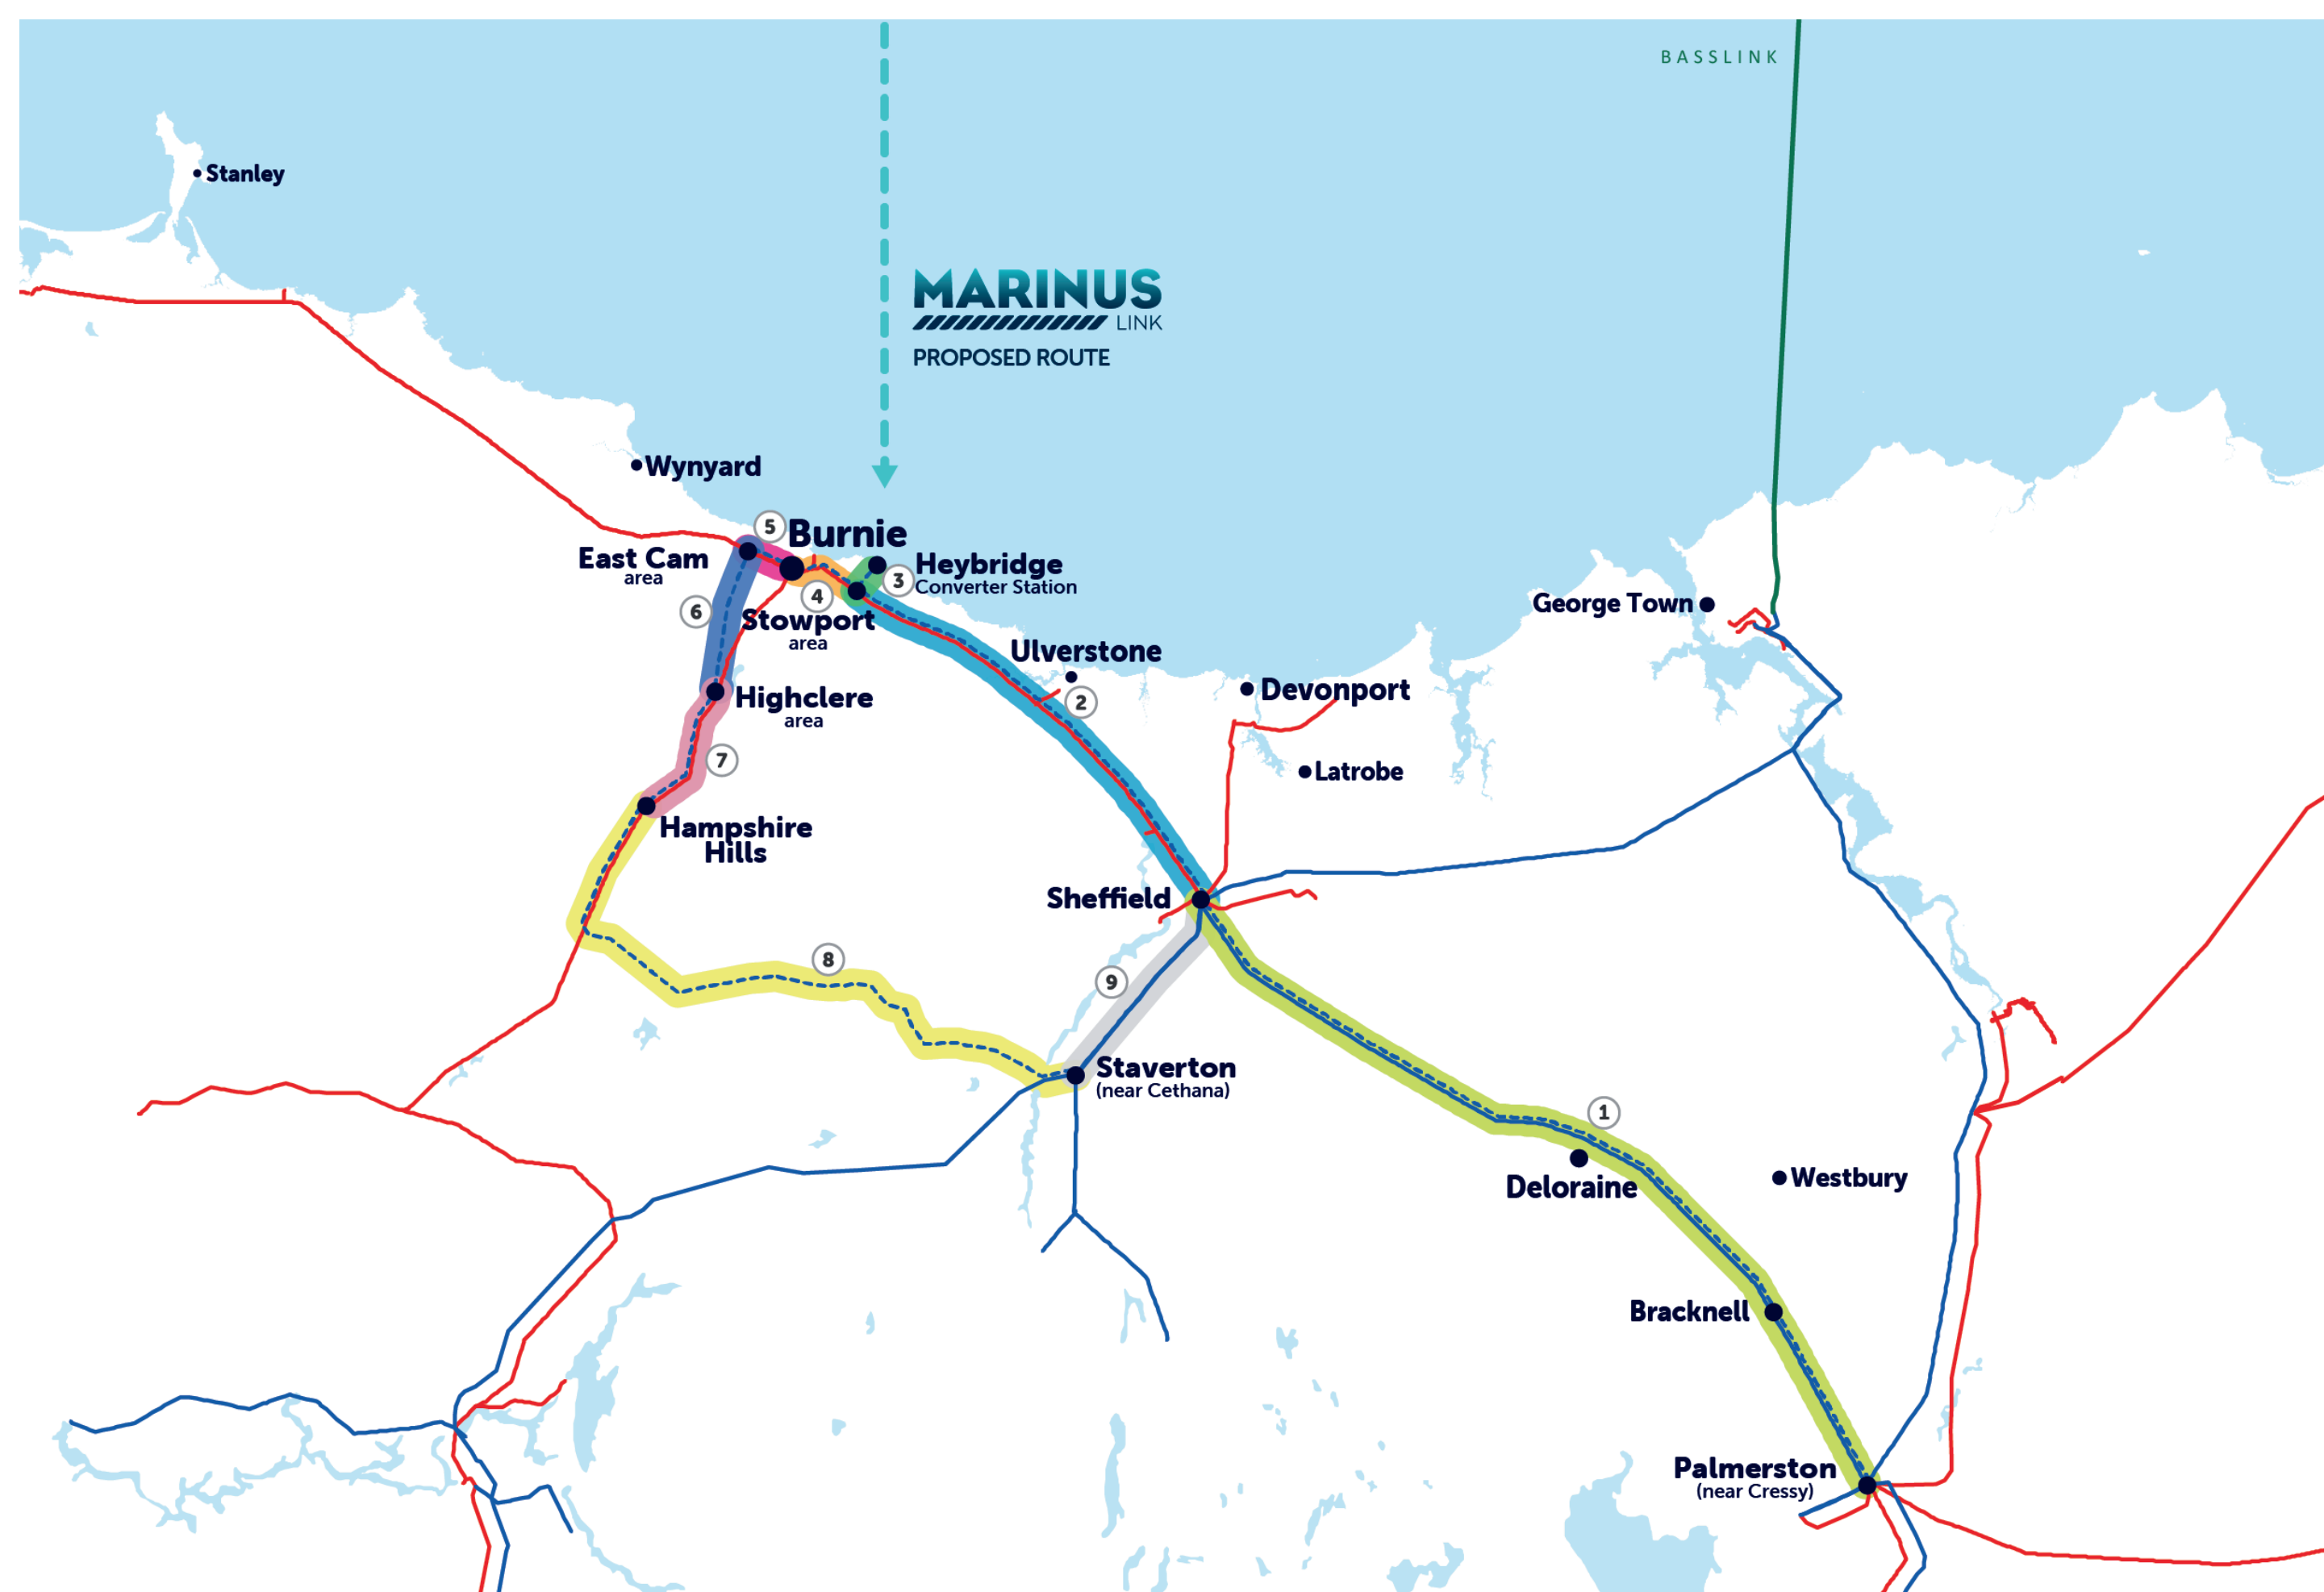 BASSLINK
Stanley
MARINUS
LINK
PROPOSED ROUTE
Wynyard
5
Burnie
East Cam
area
Heybridge
Converter Station
3
4
6
Stowport
area
George Town
Ulverstone
2
Devonport
Highclere
area
7
Latrobe
Hampshire
Hills
Sheffield
8
9
Staverton
(near Cethana)
1
Deloraine
Westbury
Bracknell
Palmerston
(near Cressy)